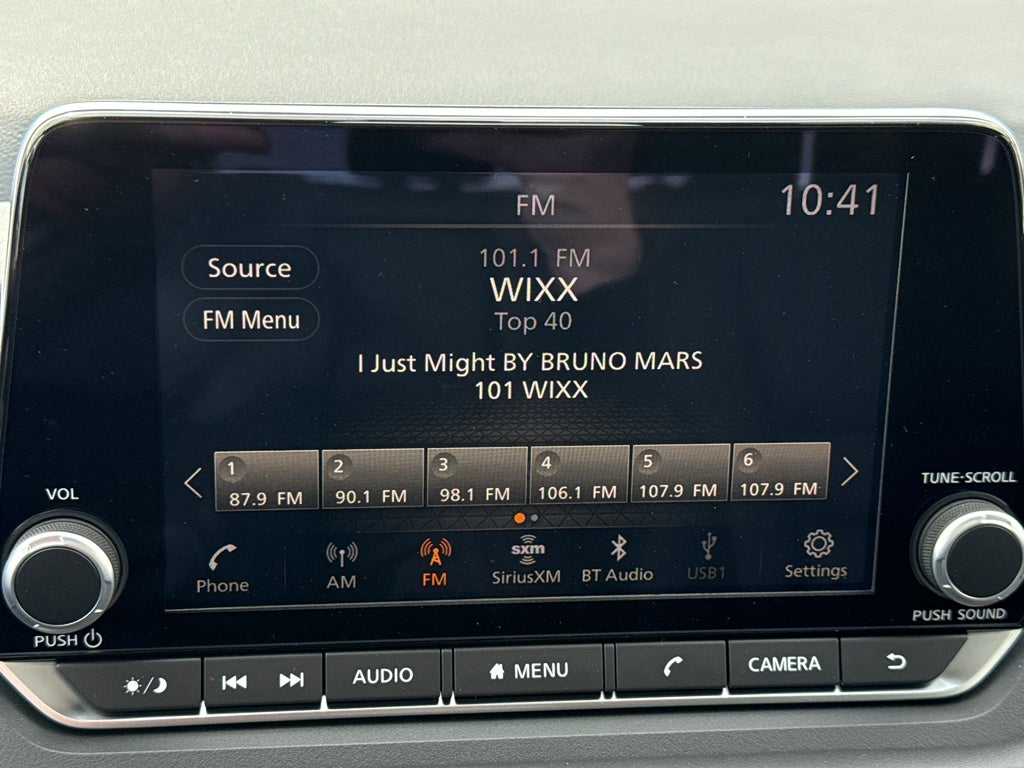 FM
10:41
Source
FM Menu
101.1 FM
WIXX
Top 40
I Just Might BY BRUNO MARS
101 WIXX
1
87.9 FM
2
90.1 FM
3
98.1 FM
4
106.1 FM
5
107.9 FM
6
107.9 FM
Phone
AM
FM
sxm
SiriusXM
BT Audio
USB1
Settings
VOL
PUSH
TUNE·SCROLL
PUSH SOUND
AUDIO
MENU
CAMERA